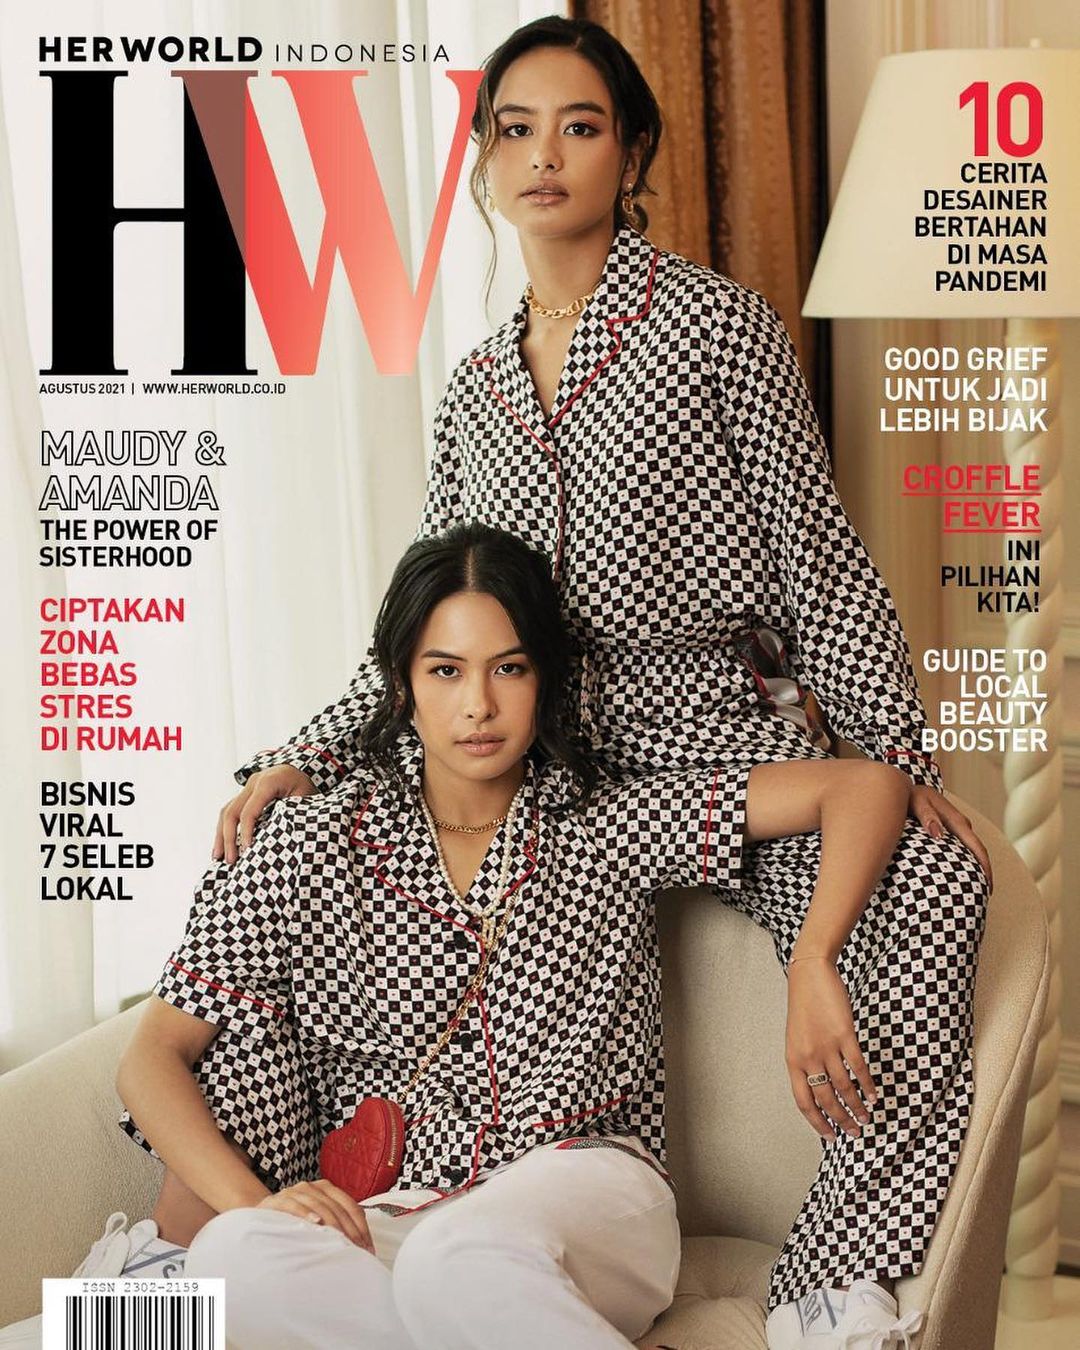 HER WORLD INDONESIA
HW
AGUSTUS 2021 | WWW.HERWORLD.CO.ID
MAUDY &
AMANDA
THE POWER OF
SISTERHOOD
CIPTAKAN
ZONA
BEBAS
STRES
DI RUMAH
BISNIS
VIRAL
7 SELEB
LOKAL
10
CERITA
DESAINER
BERTAHAN
DI MASA
PANDEMI
GOOD GRIEF
UNTUK JADI
LEBIH BIJAK
CROFFLE
FEVER
INI
PILIHAN
KITA!
GUIDE TO
LOCAL
BEAUTY
BOOSTER
ISSN 2302-2159